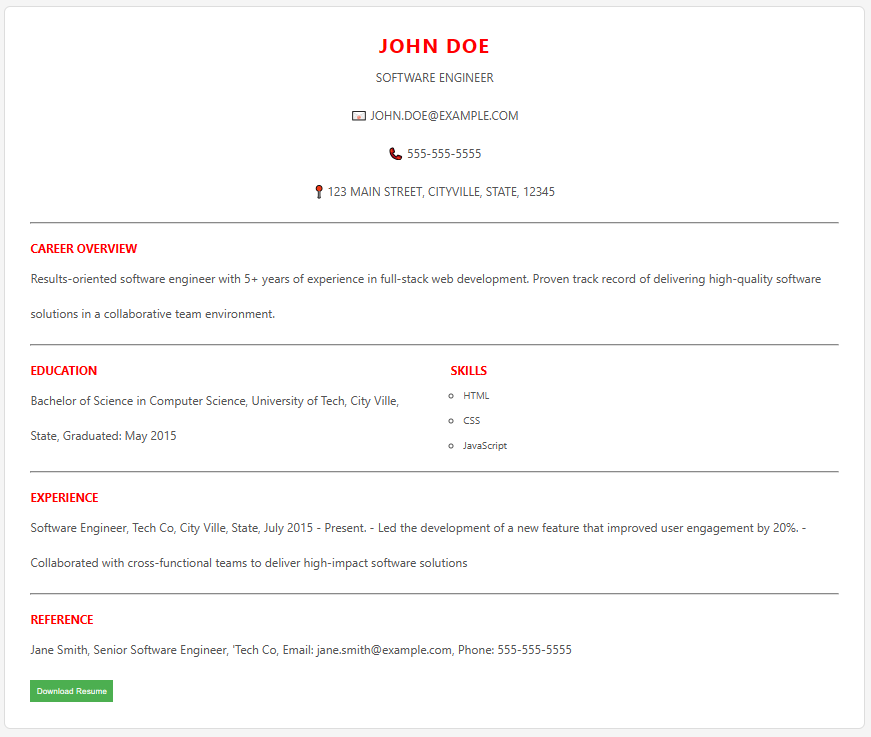 JOHN DOE
SOFTWARE ENGINEER
JOHN.DOE@EXAMPLE.COM
555-555-5555
123 MAIN STREET, CITYVILLE, STATE, 12345
CAREER OVERVIEW
Results-oriented software engineer with 5+ years of experience in full-stack web development. Proven track record of delivering high-quality software
solutions in a collaborative team environment.
EDUCATION
Bachelor of Science in Computer Science, University of Tech, City Ville,
State, Graduated: May 2015
SKILLS
HTML
CSS
JavaScript
EXPERIENCE
Software Engineer, Tech Co, City Ville, State, July 2015 - Present. - Led the development of a new feature that improved user engagement by 20%. -
Collaborated with cross-functional teams to deliver high-impact software solutions
REFERENCE
Jane Smith, Senior Software Engineer, 'Tech Co, Email: jane.smith@example.com, Phone: 555-555-5555
Download Resume